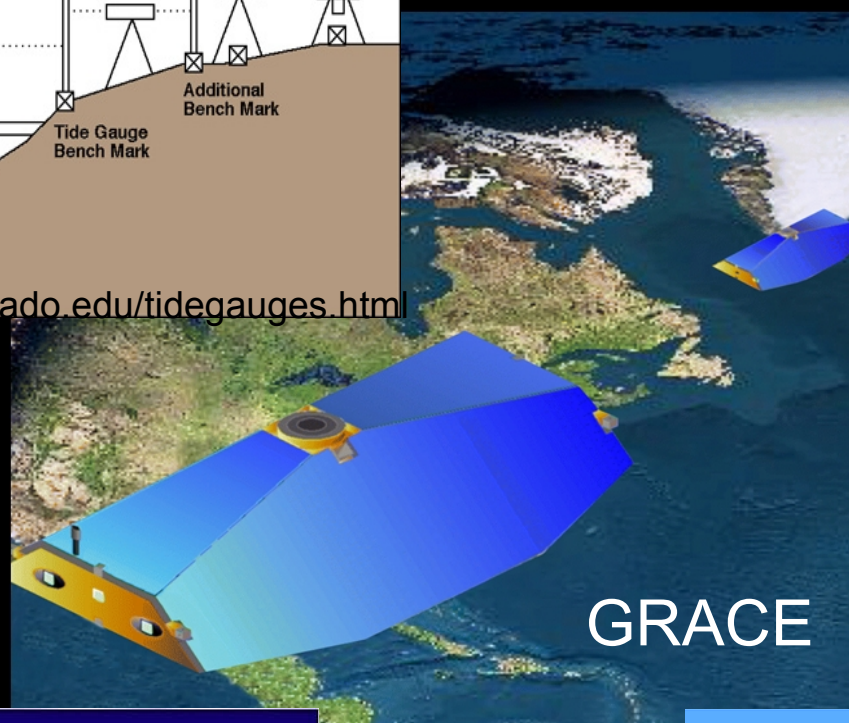 Additional
Bench Mark
Tide Gauge
Bench Mark
ado.edu/tidegauges.html
GRACE